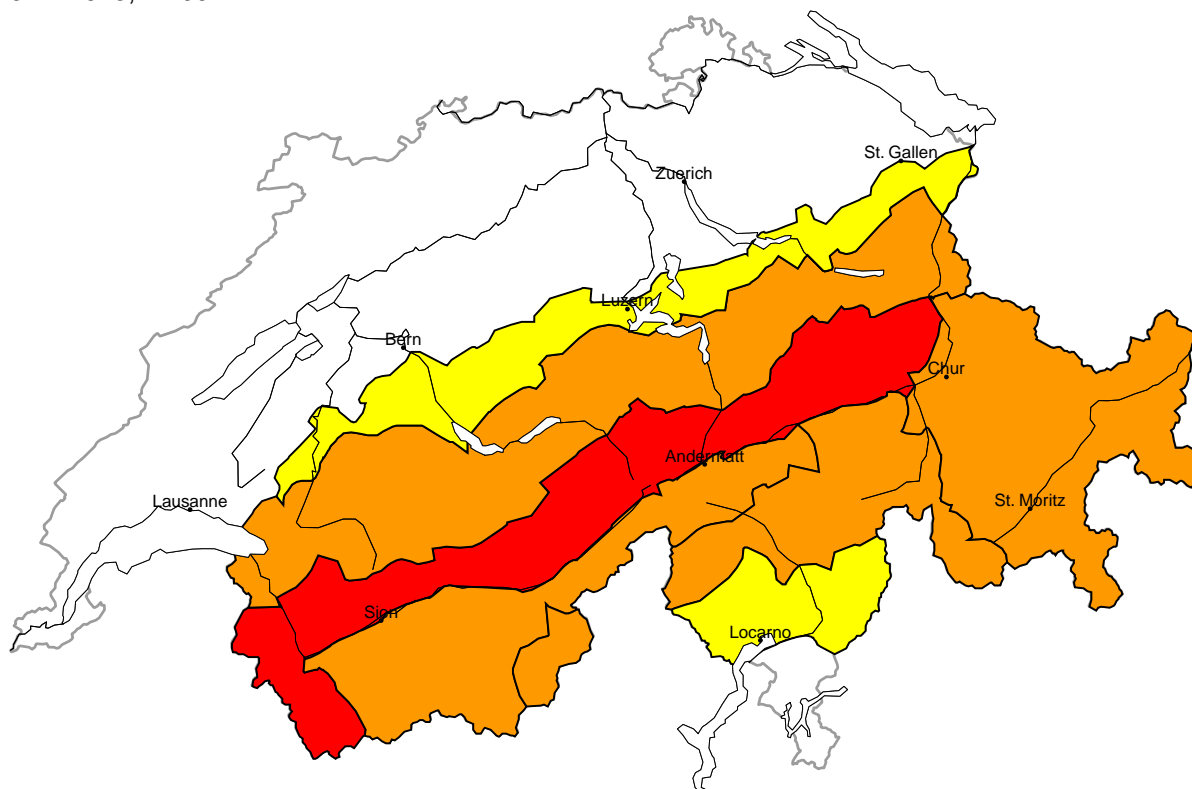 St. Gallen
Zuerich
Luzern
Bern
Chur
Andermatt
Lausanne
St. Moritz
Sion
Locarno